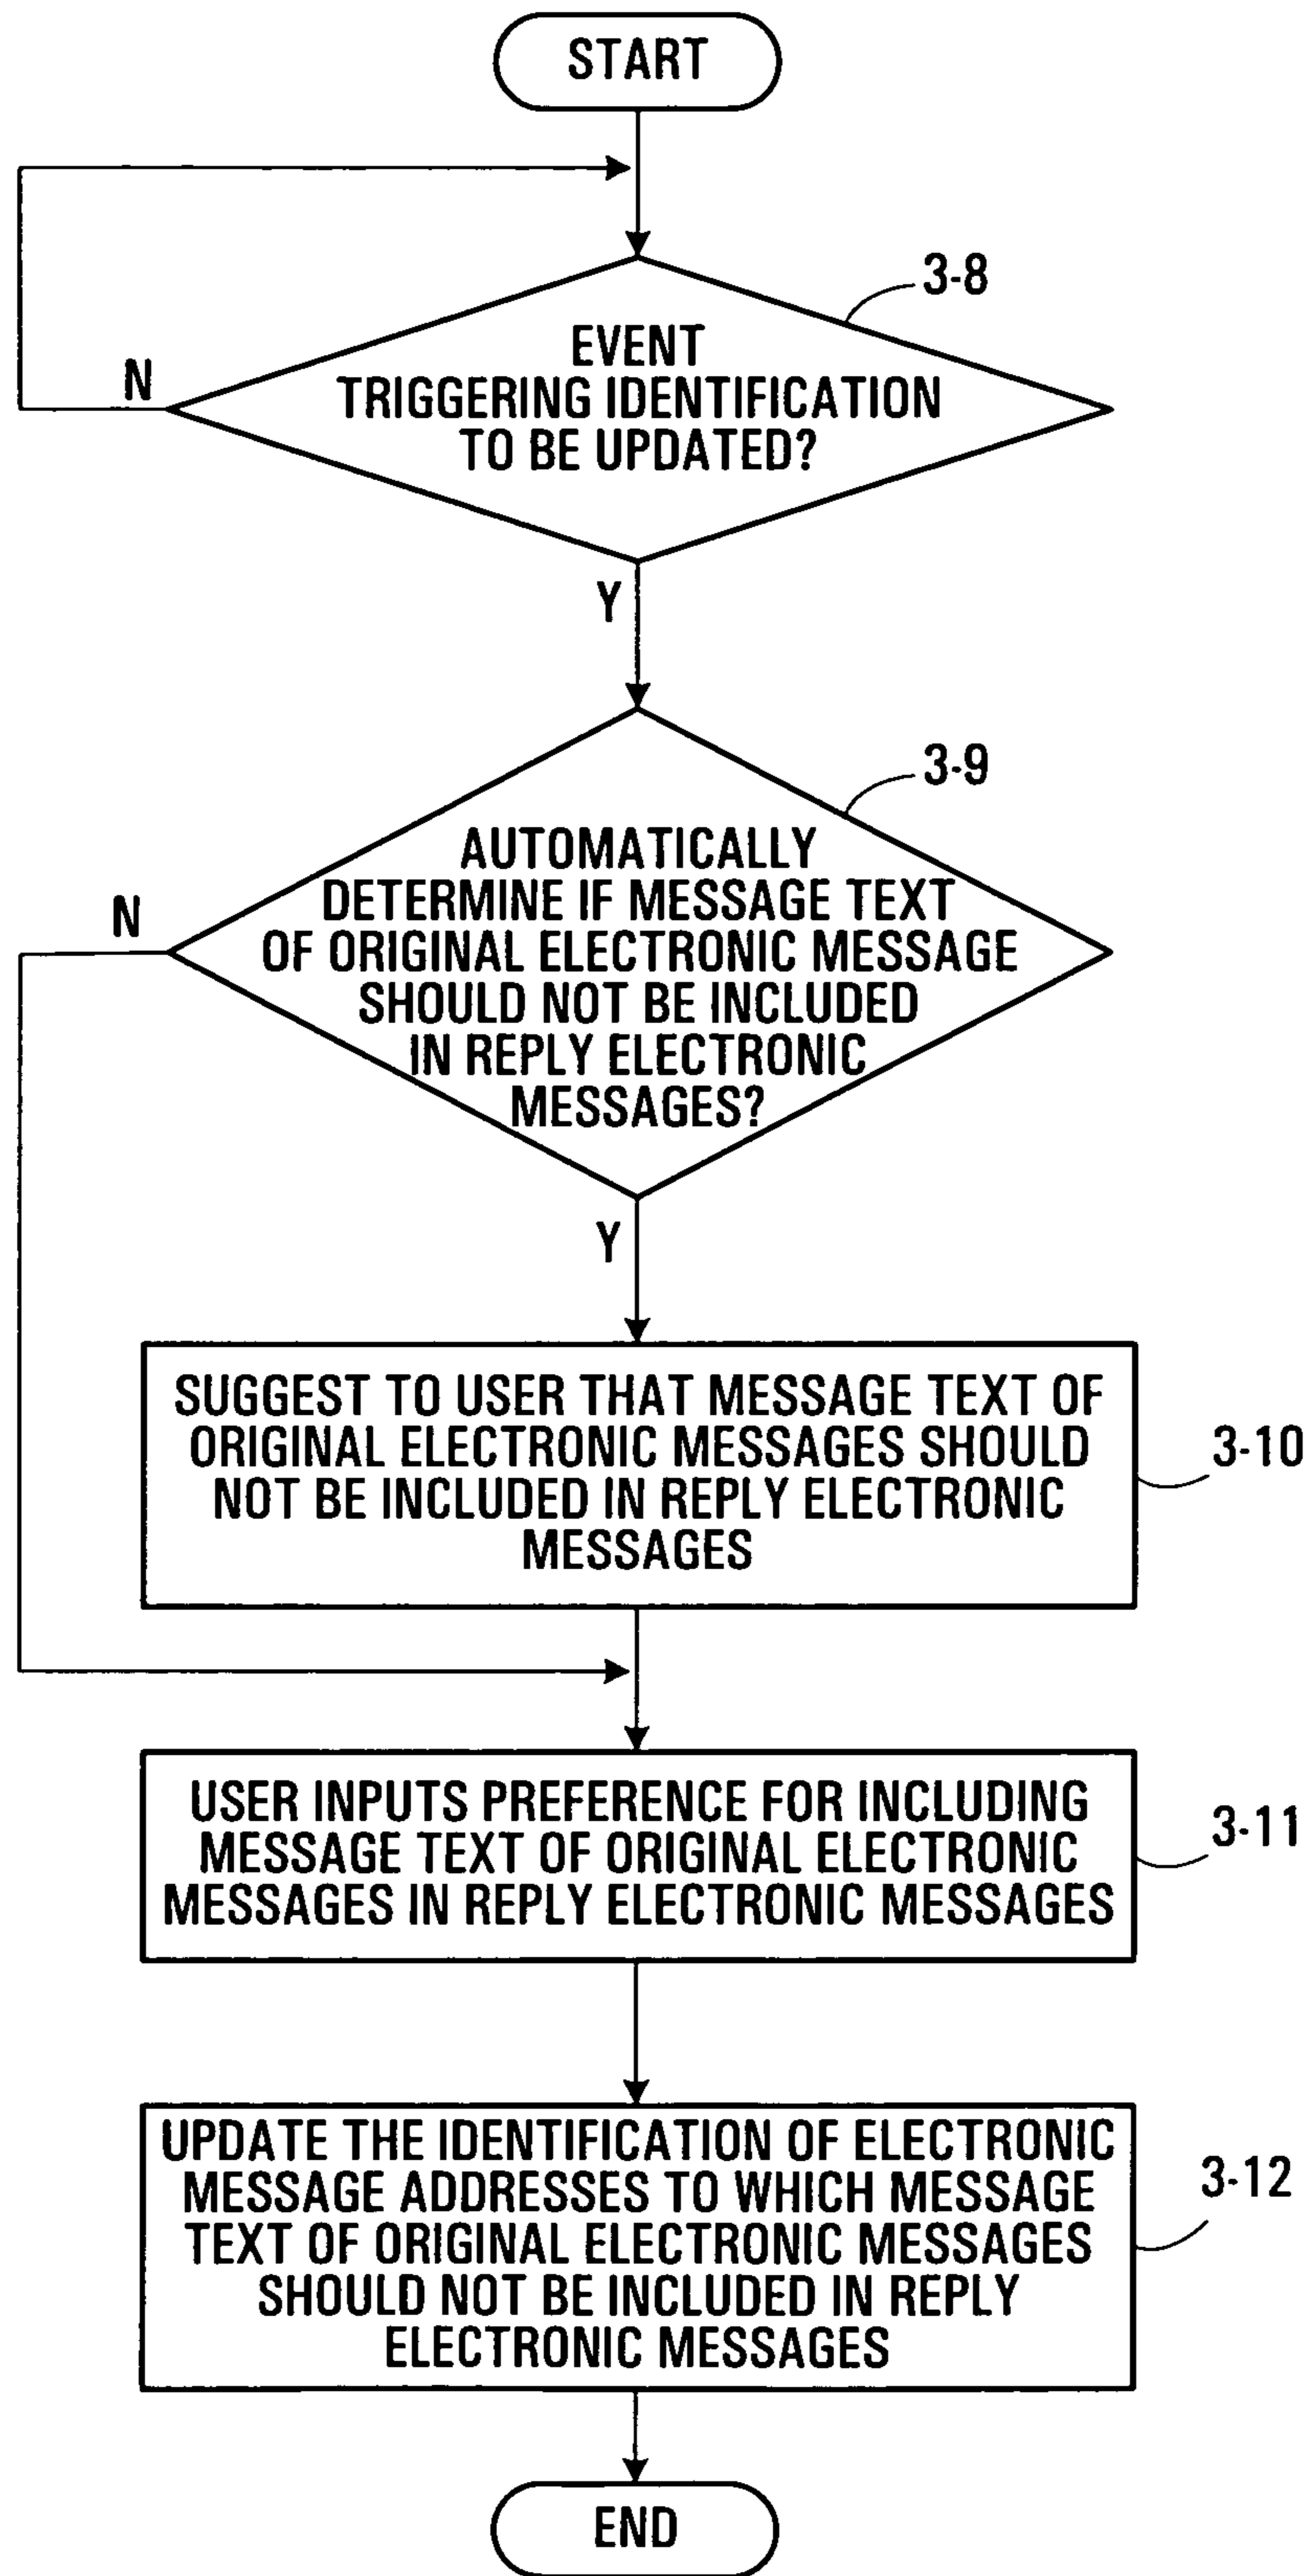 START
3-8
EVENT
TRIGGERING IDENTIFICATION
TO BE UPDATED?
N
Y
3-9
AUTOMATICALLY
DETERMINE IF MESSAGE TEXT
OF ORIGINAL ELECTRONIC MESSAGE
SHOULD NOT BE INCLUDED
IN REPLY ELECTRONIC
MESSAGES?
N
Y
SUGGEST TO USER THAT MESSAGE TEXT OF
ORIGINAL ELECTRONIC MESSAGES SHOULD
NOT BE INCLUDED IN REPLY ELECTRONIC
MESSAGES
3-10
USER INPUTS PREFERENCE FOR INCLUDING
MESSAGE TEXT OF ORIGINAL ELECTRONIC
MESSAGES IN REPLY ELECTRONIC MESSAGES
3-11
UPDATE THE IDENTIFICATION OF ELECTRONIC
MESSAGE ADDRESSES TO WHICH MESSAGE
TEXT OF ORIGINAL ELECTRONIC MESSAGES
SHOULD NOT BE INCLUDED IN REPLY
ELECTRONIC MESSAGES
3-12
END